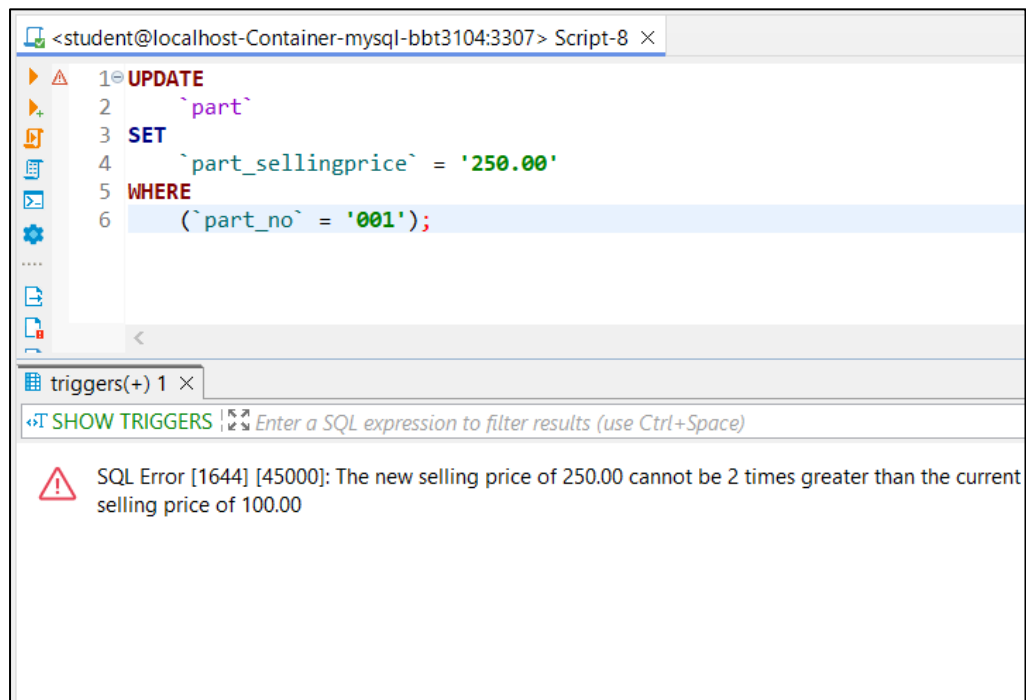 <student@localhost-Container-mysql-bbt3104:3307> Script-8
1 UPDATE
2 `part`
3 SET
4 `part_sellingprice` = '250.00'
5 WHERE
6 (`part_no` = '001');
triggers(+) 1
SHOW TRIGGERS Enter a SQL expression to filter results (use Ctrl+Space)
SQL Error [1644] [45000]: The new selling price of 250.00 cannot be 2 times greater than the current
selling price of 100.00